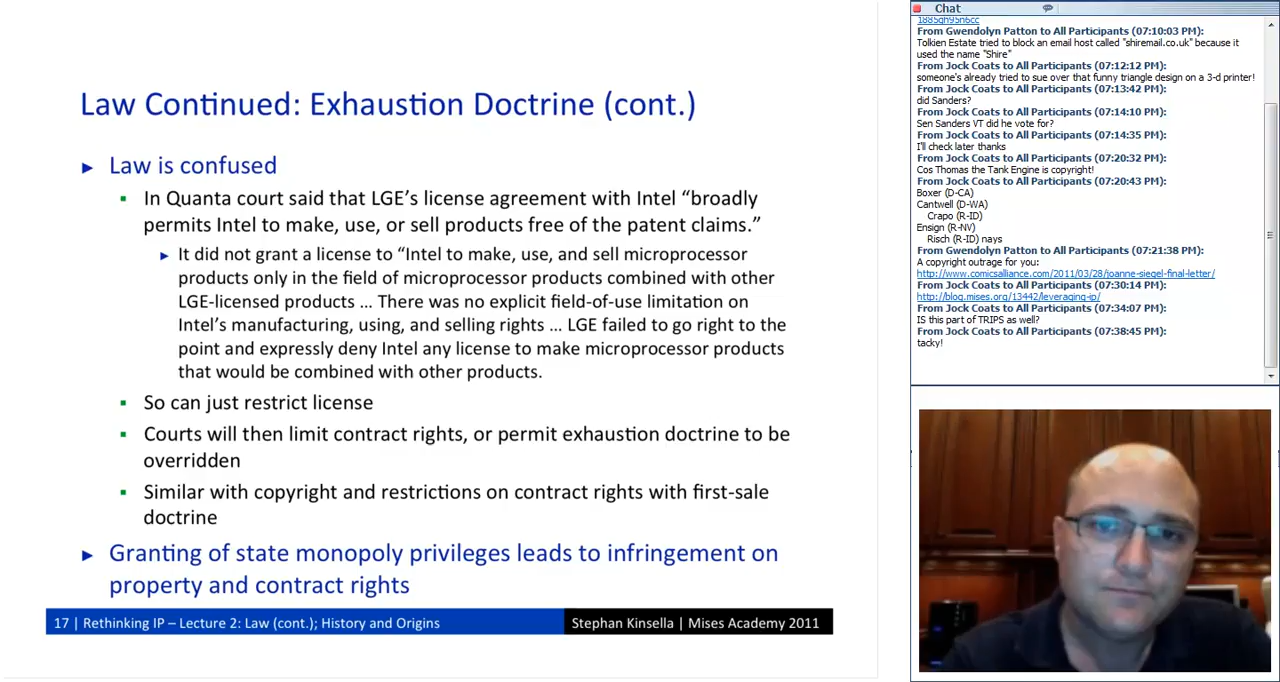 Law Continued: Exhaustion Doctrine (cont.)
► Law is confused
▪ In Quanta court said that LGE's license agreement with Intel "broadly
permits Intel to make, use, or sell products free of the patent claims."
► It did not grant a license to "Intel to make, use, and sell microprocessor
products only in the field of microprocessor products combined with other
LGE-licensed products … There was no explicit field-of-use limitation on
Intel's manufacturing, using, and selling rights … LGE failed to go right to the
point and expressly deny Intel any license to make microprocessor products
that would be combined with other products.
▪ So can just restrict license
▪ Courts will then limit contract rights, or permit exhaustion doctrine to be
overridden
▪ Similar with copyright and restrictions on contract rights with first-sale
doctrine
► Granting of state monopoly privileges leads to infringement on
property and contract rights
17 | Rethinking IP – Lecture 2: Law (cont.); History and Origins
Stephan Kinsella | Mises Academy 2011
Chat
From Gwendolyn Patton to All Participants (07:10:03 PM):
Tolkien Estate tried to block an email host called "shiremail.co.uk" because it
used the name "Shire"
From Jock Coats to All Participants (07:12:12 PM):
someone's already tried to sue over that funny triangle design on a 3-d printer!
From Jock Coats to All Participants (07:13:42 PM):
did Sanders?
From Jock Coats to All Participants (07:14:10 PM):
Sen Sanders VT did he vote for?
From Jock Coats to All Participants (07:14:35 PM):
I'll check later thanks
From Jock Coats to All Participants (07:20:32 PM):
Cos Thomas the Tank Engine is copyright!
From Jock Coats to All Participants (07:20:43 PM):
Boxer (D-CA)
Cantwell (D-WA)
Crapo (R-ID)
Ensign (R-NV)
Risch (R-ID) nays
From Gwendolyn Patton to All Participants (07:21:38 PM):
A copyright outrage for you:
http://www.comicsalliance.com/2011/03/28/joanne-siegel-final-letter/
From Jock Coats to All Participants (07:30:14 PM):
http://blog.mises.org/13442/leveraging-ip/
From Jock Coats to All Participants (07:34:07 PM):
IS this part of TRIPS as well?
From Jock Coats to All Participants (07:38:45 PM):
tacky!